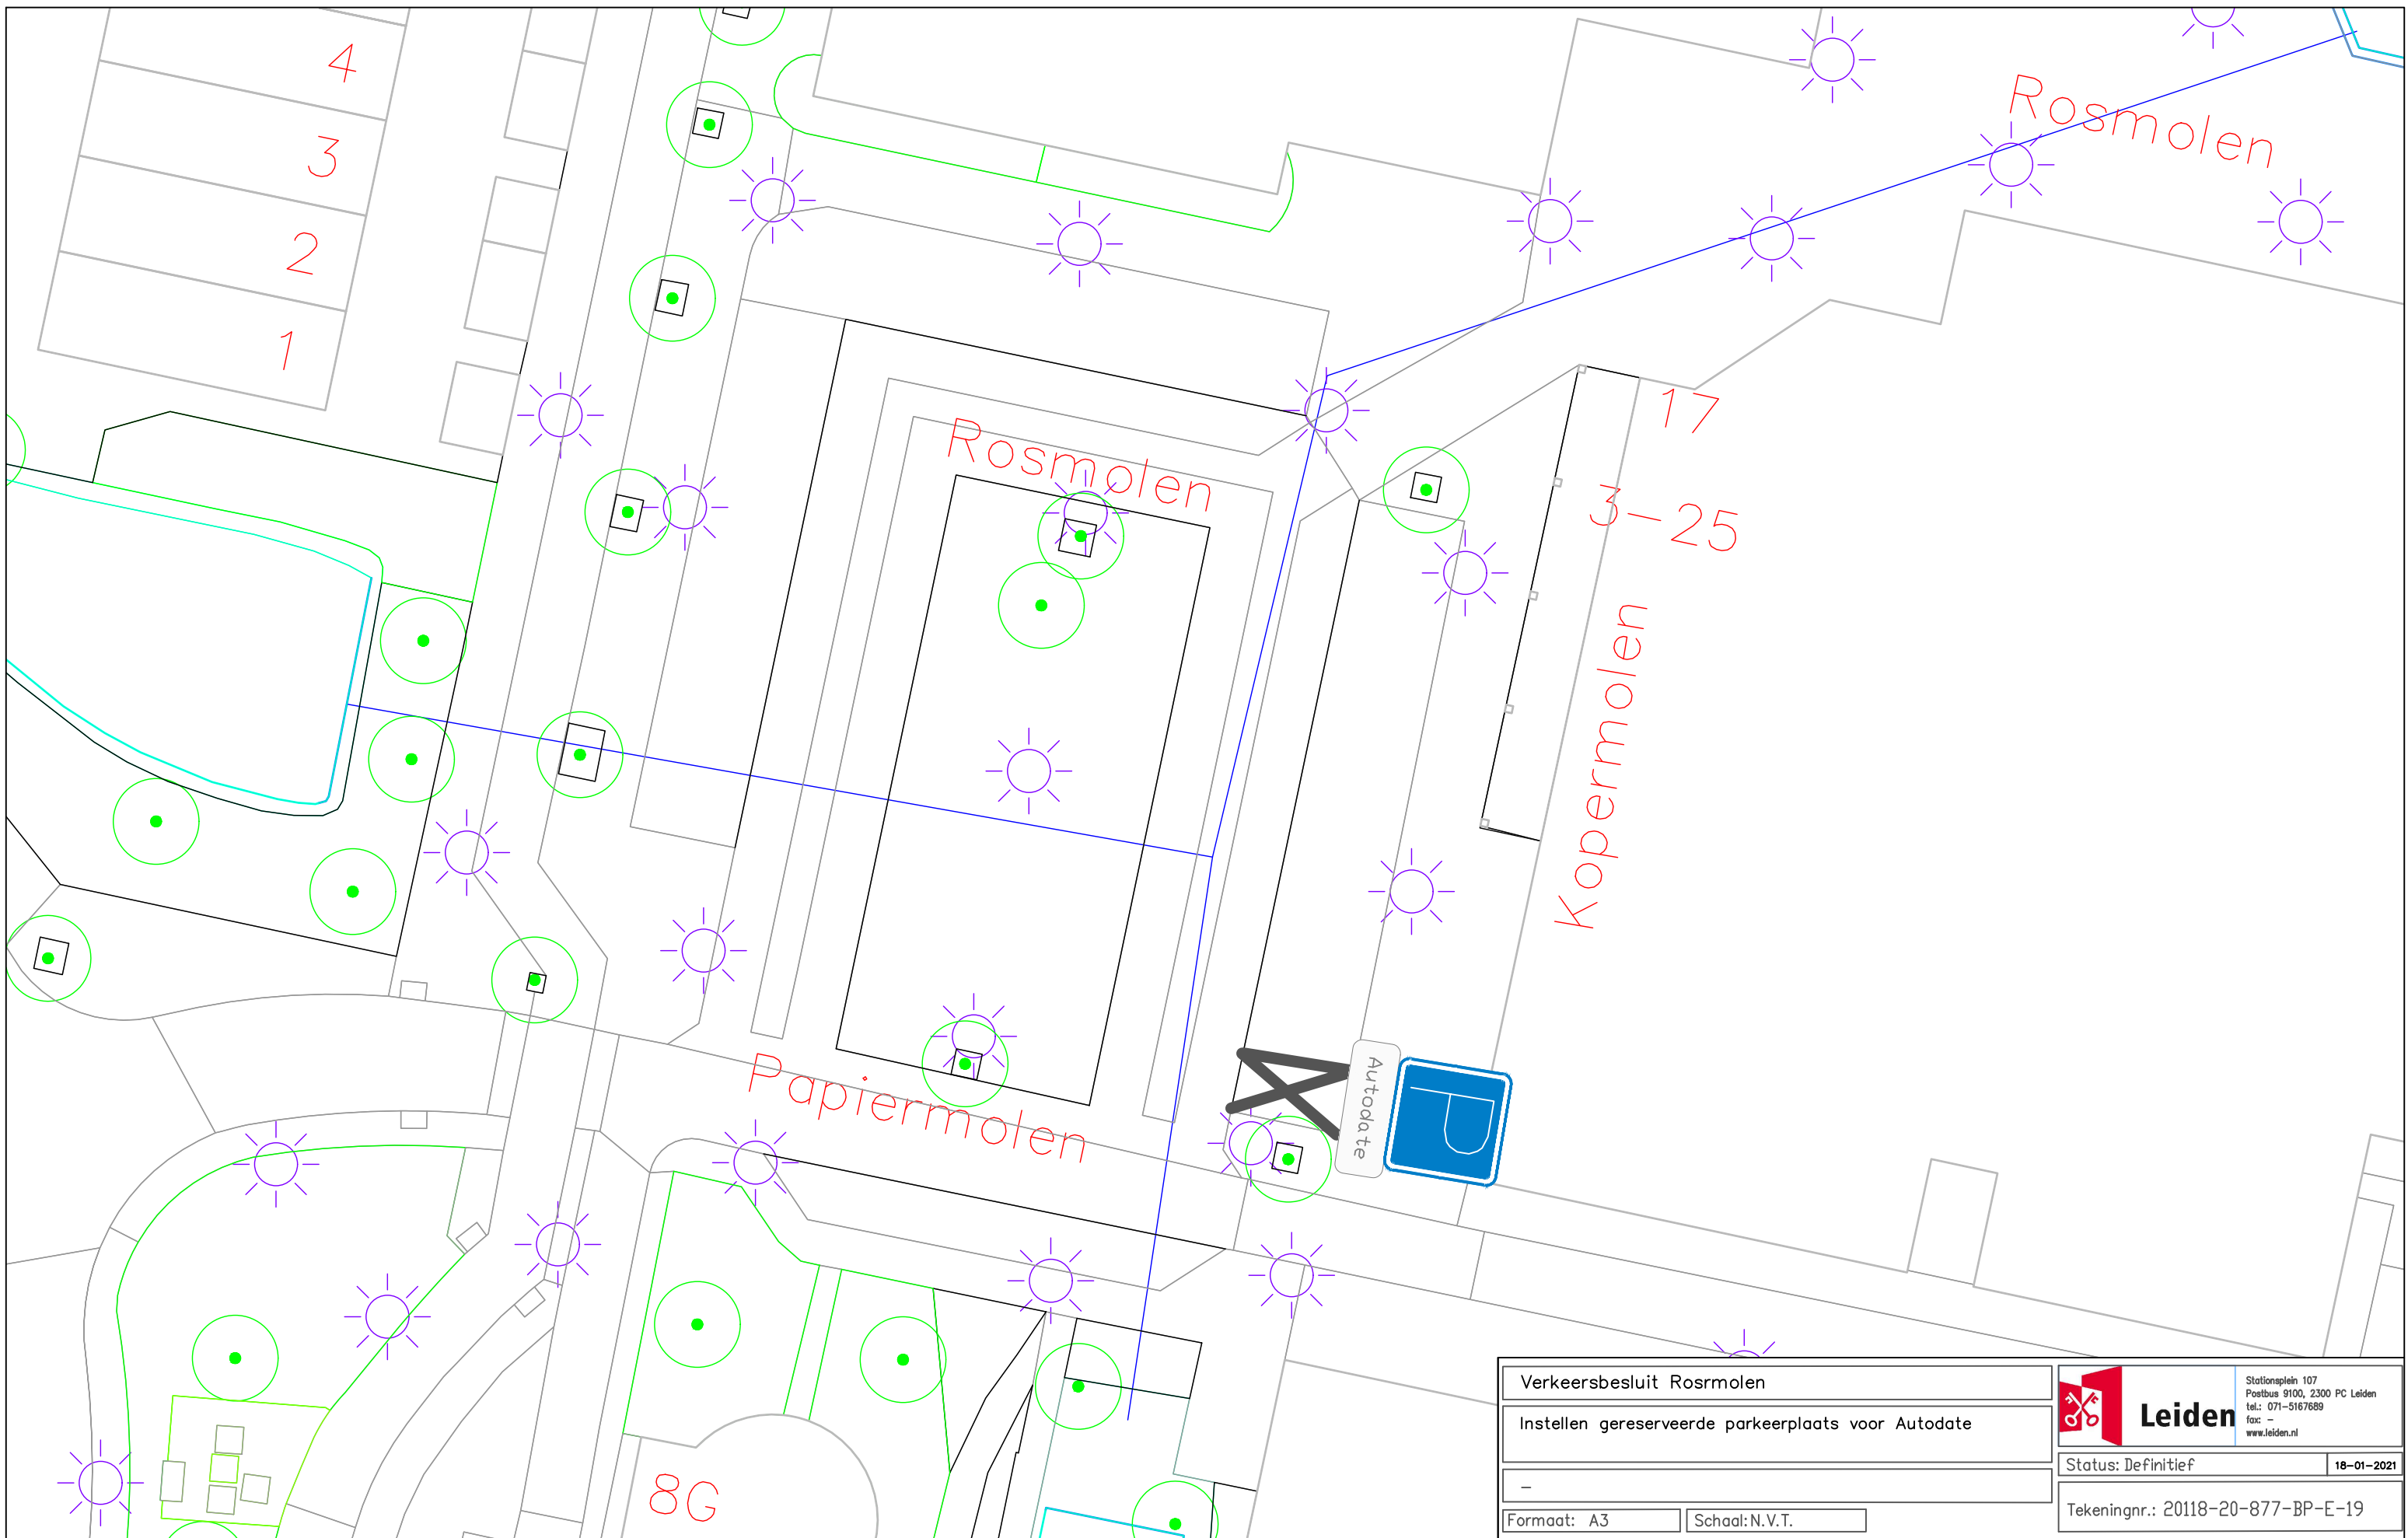 4
3
2
1
Rosmolen
Rosmolen
17
3-25
Kopermolen
Papiermolen
Autodate
P
8G
Verkeersbesluit Rosrmolen
Instellen gereserveerde parkeerplaats voor Autodate
-
Formaat: A3
Schaal: N.V.T.
Leiden
Stationsplein 107
Postbus 9100, 2300 PC Leiden
tel.: 071-5167689
fax: -
www.leiden.nl
Status: Definitief
18-01-2021
Tekeningnr.: 20118-20-877-BP-E-19